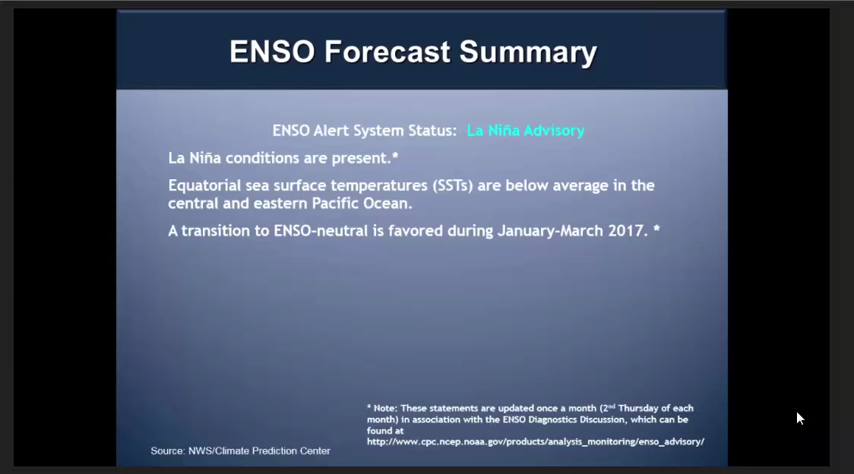 ENSO Forecast Summary
ENSO Alert System Status: La Niña Advisory
La Niña conditions are present.*
Equatorial sea surface temperatures (SSTs) are below average in the
central and eastern Pacific Ocean.
A transition to ENSO-neutral is favored during January-March 2017. *
* Note: These statements are updated once a month (2nd Thursday of each
month) in association with the ENSO Diagnostics Discussion, which can be
found at
http://www.cpc.ncep.noaa.gov/products/analysis_monitoring/enso_advisory/
Source: NWS/Climate Prediction Center